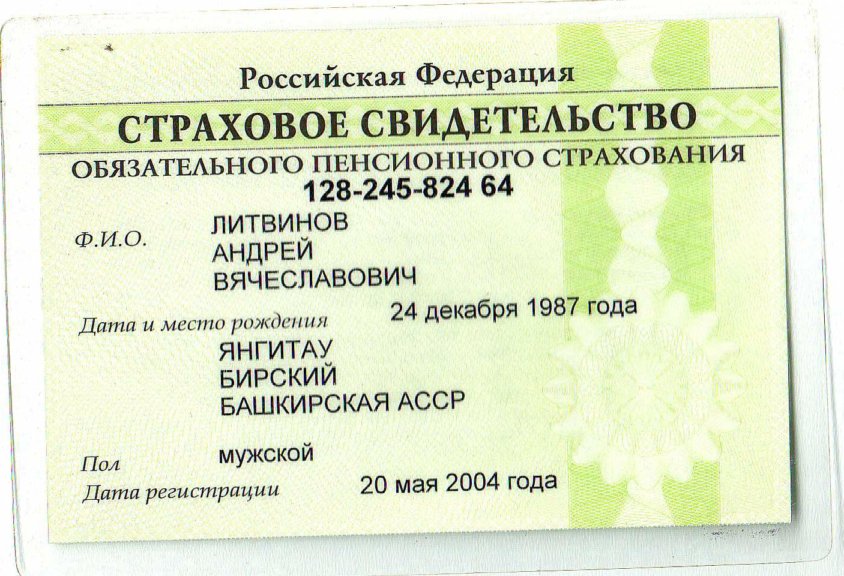 Российская Федерация
СТРАХОВОЕ СВИДЕТЕЛЬСТВО
ОБЯЗАТЕЛЬНОГО ПЕНСИОННОГО СТРАХОВАНИЯ
128-245-824 64
Ф.И.О. ЛИТВИНОВ
АНДРЕЙ
ВЯЧЕСЛАВОВИЧ
Дата и место рождения 24 декабря 1987 года
ЯНГИТАУ
БИРСКИЙ
БАШКИРСКАЯ АССР
Пол мужской
Дата регистрации 20 мая 2004 года